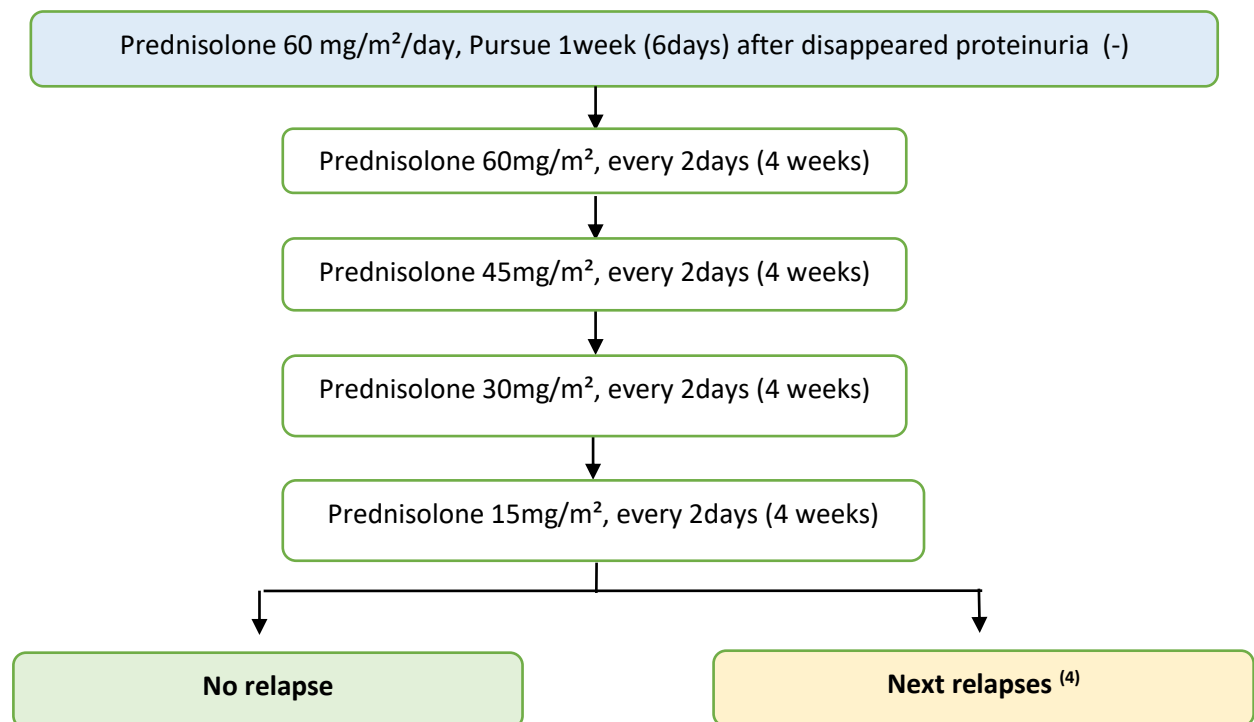 Prednisolone 60 mg/m²/day, Pursue 1week (6days) after disappeared proteinuria (-)
Prednisolone 60mg/m², every 2days (4 weeks)
Prednisolone 45mg/m², every 2days (4 weeks)
Prednisolone 30mg/m², every 2days (4 weeks)
Prednisolone 15mg/m², every 2days (4 weeks)
No relapse
Next relapses (4)